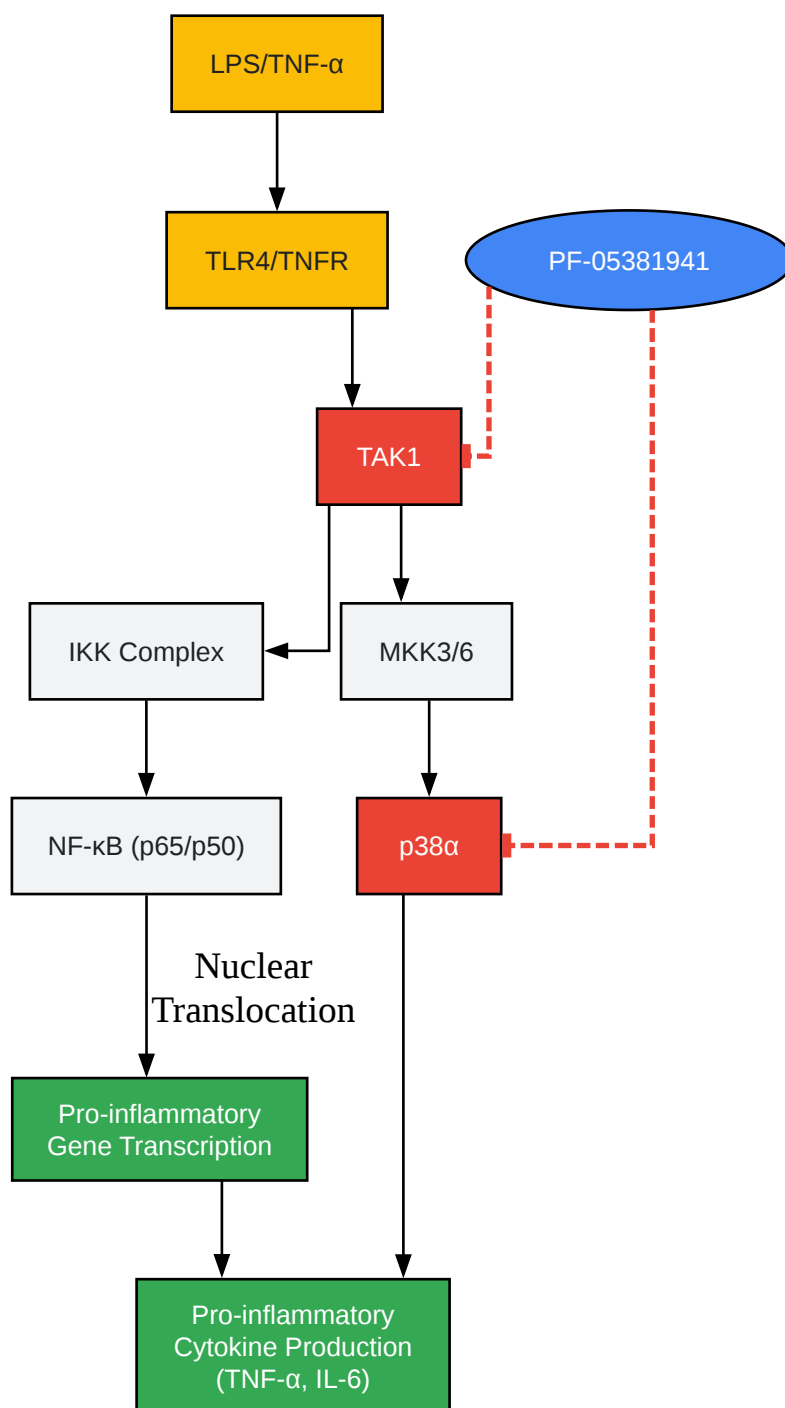 LPS/TNF-α
TLR4/TNFR
PF-05381941
TAK1
IKK Complex
MKK3/6
NF-κB (p65/p50)
p38α
Nuclear
Translocation
Pro-inflammatory
Gene Transcription
Pro-inflammatory
Cytokine Production
(TNF-α, IL-6)